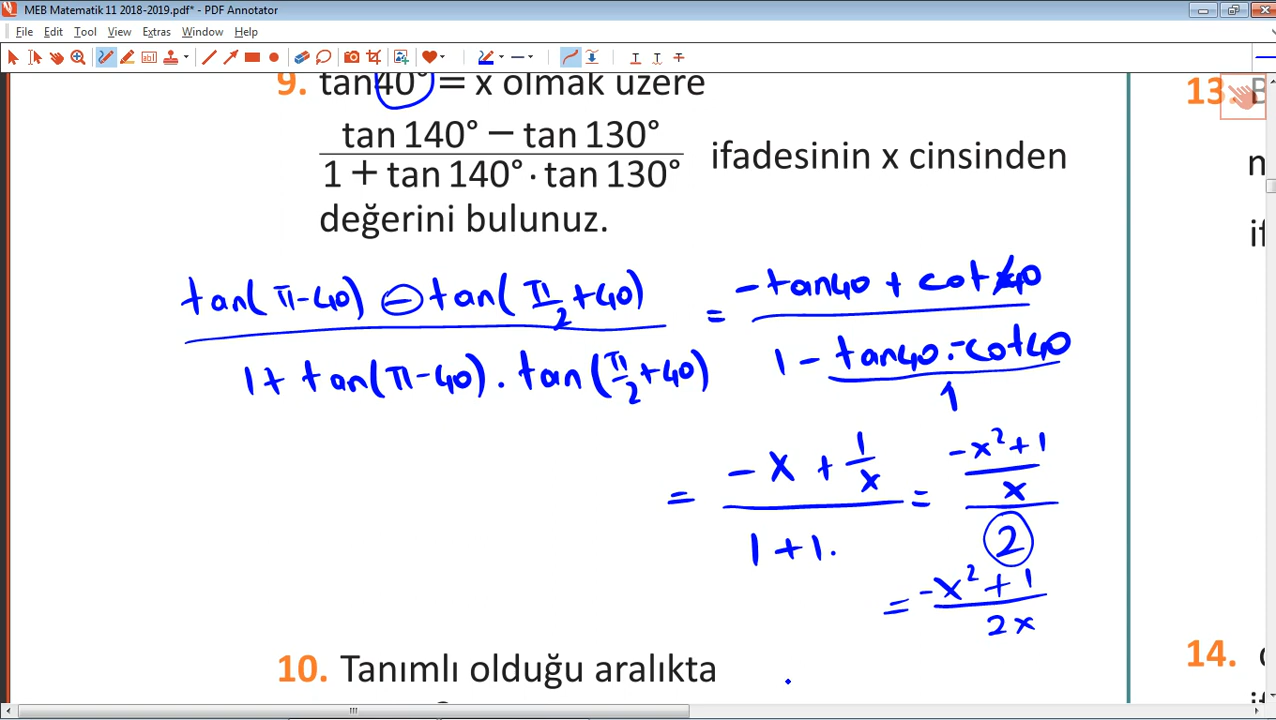 MEB Matematik 11 2018-2019.pdf* - PDF Annotator
File Edit Tool View Extras Window Help
9. tan40° = x olmak üzere
tan 140° − tan 130°
1 + tan 140° · tan 130°
ifadesinin x cinsinden
değerini bulunuz.
tan(π-40) - tan(π/2+40) = -tan40 + cot40
1+ tan(π-40) . tan(π/2+40) 1 - tan40.-cot40
1
= -x + 1/x = -x²+1/x
1+1. 2
= -x²+1
2x
10. Tanımlı olduğu aralıkta
13. B
if
14.